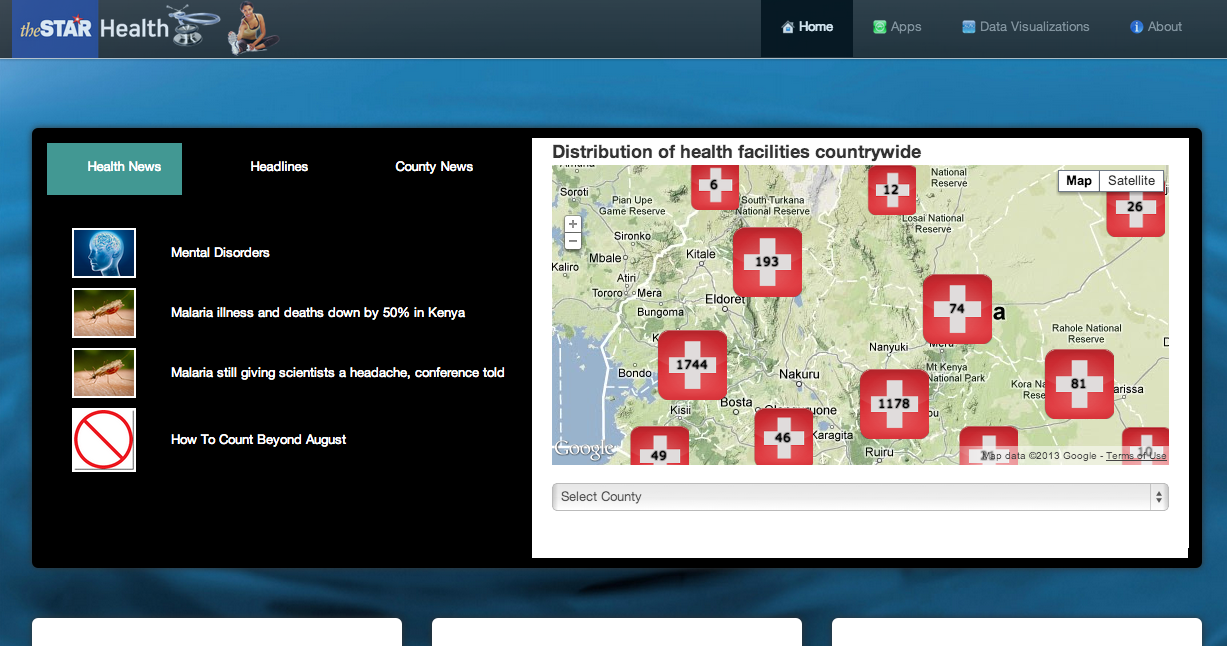 theSTAR Health
Home
Apps
Data Visualizations
About
Health News
Headlines
County News
Mental Disorders
Malaria illness and deaths down by 50% in Kenya
Malaria still giving scientists a headache, conference told
How To Count Beyond August
Distribution of health facilities countrywide
Map
Satellite
6
12
26
National
Reserve
Soroti
Pian Upe
Game Reserve
South Turkana
National Reserve
Losai National
Reserve
+
−
Sironko
Mbale
Kitale
193
Kaliro
Atiri
Tororo
Mera
Eldoret
Bungoma
74
a
Rahole National
Reserve
Nanyuki
Meru
1744
Bondo
Nakuru
Mt Kenya
National Park
Kora Na
Rese
81
arissa
1178
Kisii
Bosta
46
Karagita
Ruiru
49
10
Google
Map data ©2013 Google - Terms of Use
Select County